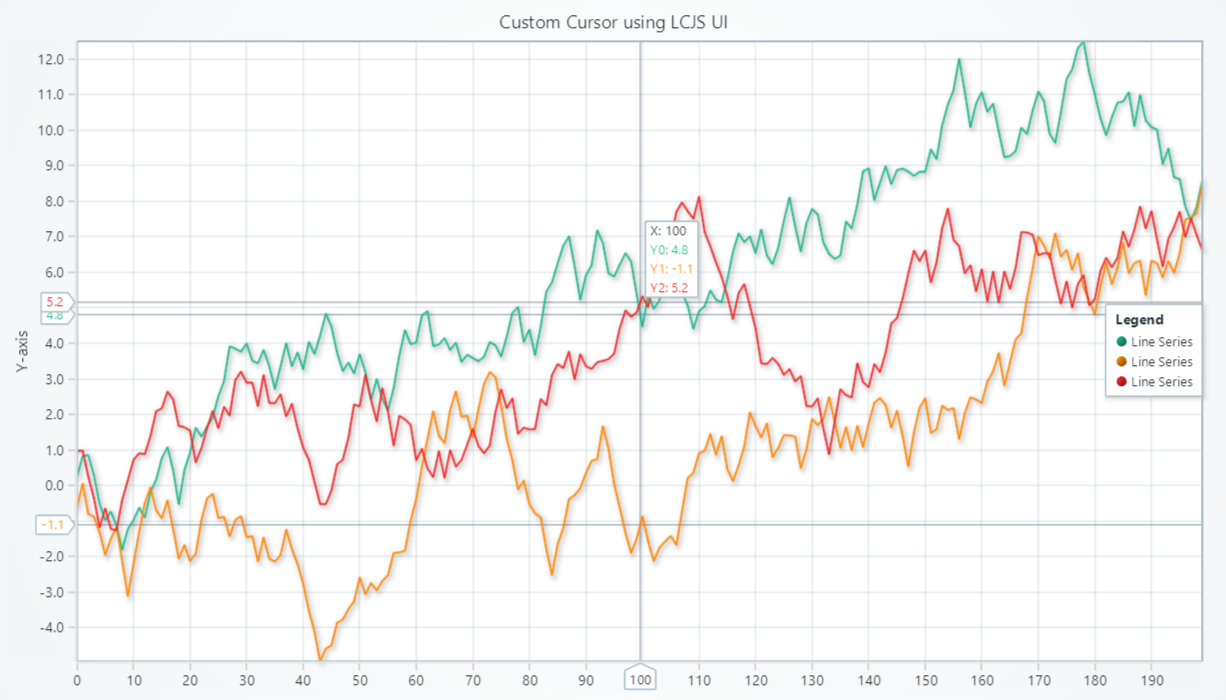 Custom Cursor using LCJS UI
12.0
11.0
10.0
9.0
8.0
7.0
6.0
5.2
4.8
4.0
3.0
2.0
1.0
0.0
-1.1
-2.0
-3.0
-4.0
Y-axis
X: 100
Y0: 4.8
Y1: -1.1
Y2: 5.2
Legend
Line Series
Line Series
Line Series
0 10 20 30 40 50 60 70 80 90 100 110 120 130 140 150 160 170 180 190